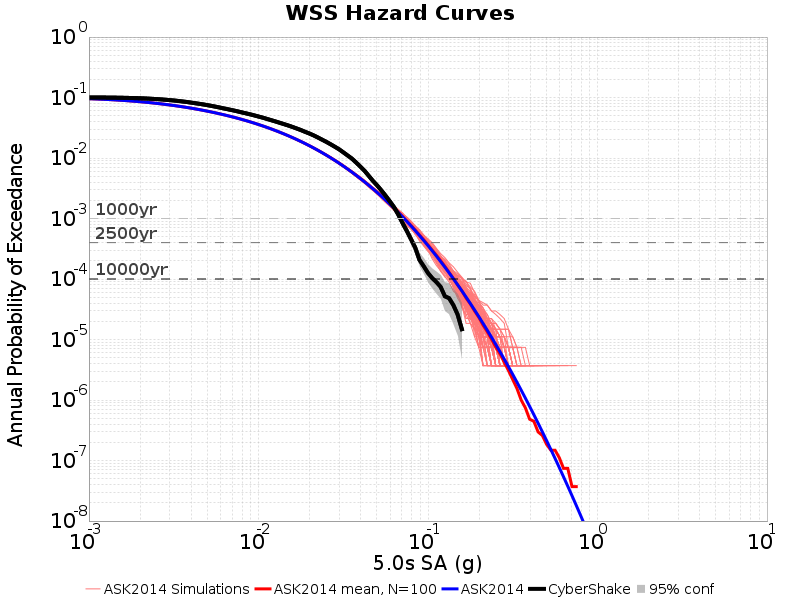 WSS Hazard Curves
10^0
10^-1
10^-2
10^-3
10^-4
10^-5
10^-6
10^-7
10^-8
Annual Probability of Exceedance
1000yr
2500yr
10000yr
10^-3 10^-2 10^-1 10^0 10^1
5.0s SA (g)
ASK2014 Simulations ASK2014 mean, N=100 ASK2014 CyberShake 95% conf